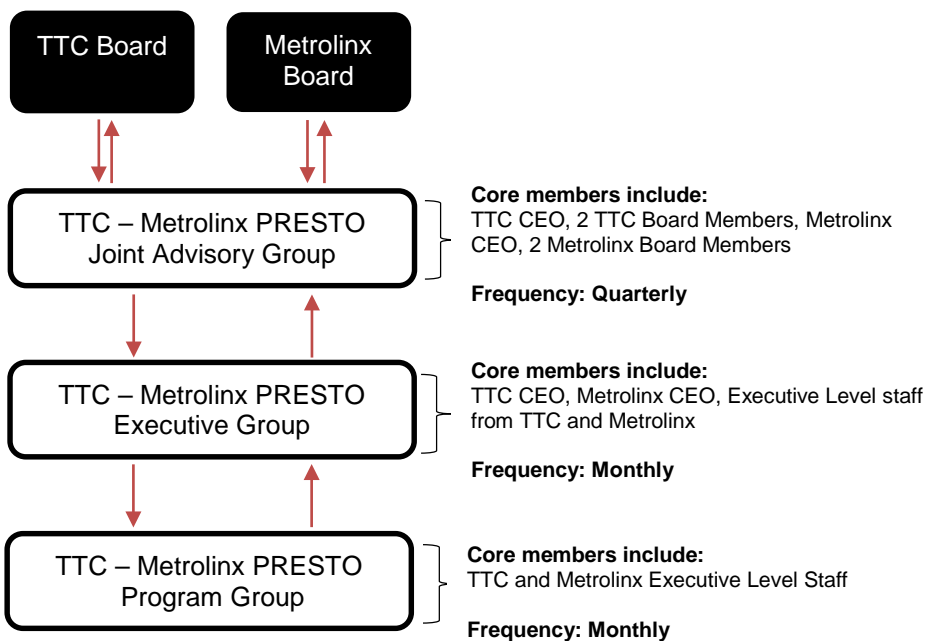 TTC Board
Metrolinx
Board
TTC – Metrolinx PRESTO
Joint Advisory Group
Core members include:
TTC CEO, 2 TTC Board Members, Metrolinx
CEO, 2 Metrolinx Board Members
Frequency: Quarterly
TTC – Metrolinx PRESTO
Executive Group
Core members include:
TTC CEO, Metrolinx CEO, Executive Level staff
from TTC and Metrolinx
Frequency: Monthly
TTC – Metrolinx PRESTO
Program Group
Core members include:
TTC and Metrolinx Executive Level Staff
Frequency: Monthly